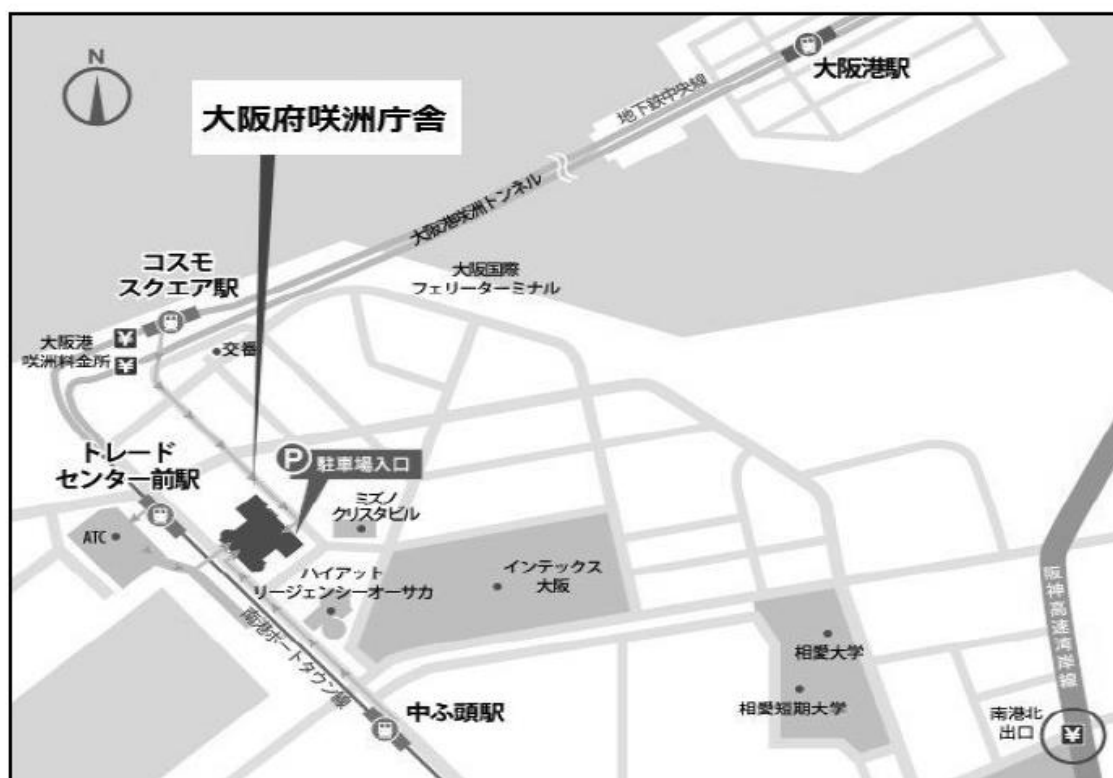 N
大阪港駅
地下鉄中央線
大阪府咲洲庁舎
大阪港咲洲トンネル
コスモ
スクエア駅
大阪国際
フェリーターミナル
大阪港
咲洲料金所
¥
¥
交番
トレード
センター前駅
P
駐車場入口
ミズノ
クリスタビル
ATC
ハイアット
リージェンシーオーサカ
インテックス
大阪
南港ポートタウン線
中ふ頭駅
相愛大学
相愛短期大学
阪神高速湾岸線
南港北
出口
¥